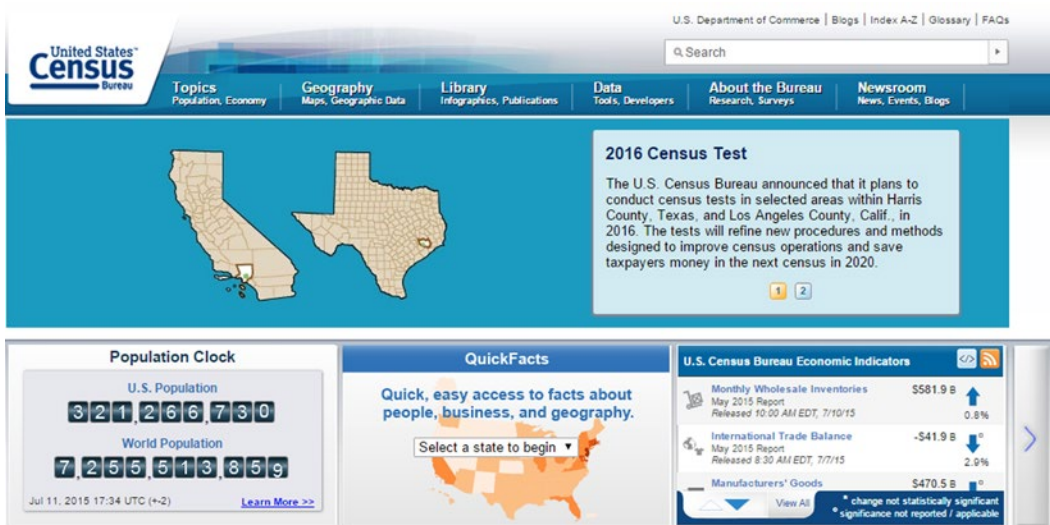 U.S. Department of Commerce | Blogs | Index A-Z | Glossary | FAQs
United States™
Census
Bureau
Search
Topics
Population, Economy
Geography
Maps, Geographic Data
Library
Infographics, Publications
Data
Tools, Developers
About the Bureau
Research, Surveys
Newsroom
News, Events, Blogs
2016 Census Test
The U.S. Census Bureau announced that it plans to
conduct census tests in selected areas within Harris
County, Texas, and Los Angeles County, Calif., in
2016. The tests will refine new procedures and methods
designed to improve census operations and save
taxpayers money in the next census in 2020.
1 2
Population Clock
U.S. Population
321,266,730
World Population
7,255,513,859
Jul 11, 2015 17:34 UTC (+-2)
Learn More >>
QuickFacts
Quick, easy access to facts about
people, business, and geography.
Select a state to begin
U.S. Census Bureau Economic Indicators
</>
Monthly Wholesale Inventories
May 2015 Report
Released 10:00 AM EDT, 7/10/15
$581.9 B
0.8%
International Trade Balance
May 2015 Report
Released 8:30 AM EDT, 7/7/15
-$41.9 B
°
2.9%
Manufacturers' Goods
$470.5 B
°
View All
* change not statistically significant
° significance not reported / applicable